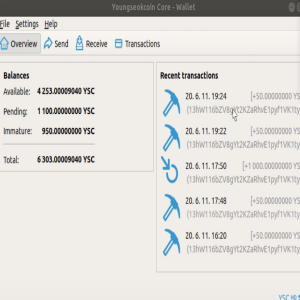 Youngseokcoin Core - Wallet
File Settings Help
Overview Send Receive Transactions
Balances
Available: 4 253.00009040 YSC
Pending: 1 100.00000000 YSC
Immature: 950.00000000 YSC
Total: 6 303.00009040 YSC
Recent transactions
20. 6. 11. 19:24 [+50.00000000 YS
(13hW116bZV8gYt2KZaRhvE1pyf1VK1ty
20. 6. 11. 19:22 [+50.00000000 YS
(13hW116bZV8gYt2KZaRhvE1pyf1VK1ty
20. 6. 11. 17:50 [+1 000.00000000 YS
(13hW116bZV8gYt2KZaRhvE1pyf1VK1ty
20. 6. 11. 17:48 [+50.00000000 YS
(13hW116bZV8gYt2KZaRhvE1pyf1VK1ty
20. 6. 11. 16:20 [+50.00000000 YS
(13hW116bZV8gYt2KZaRhvE1pyf1VK1ty
YSC